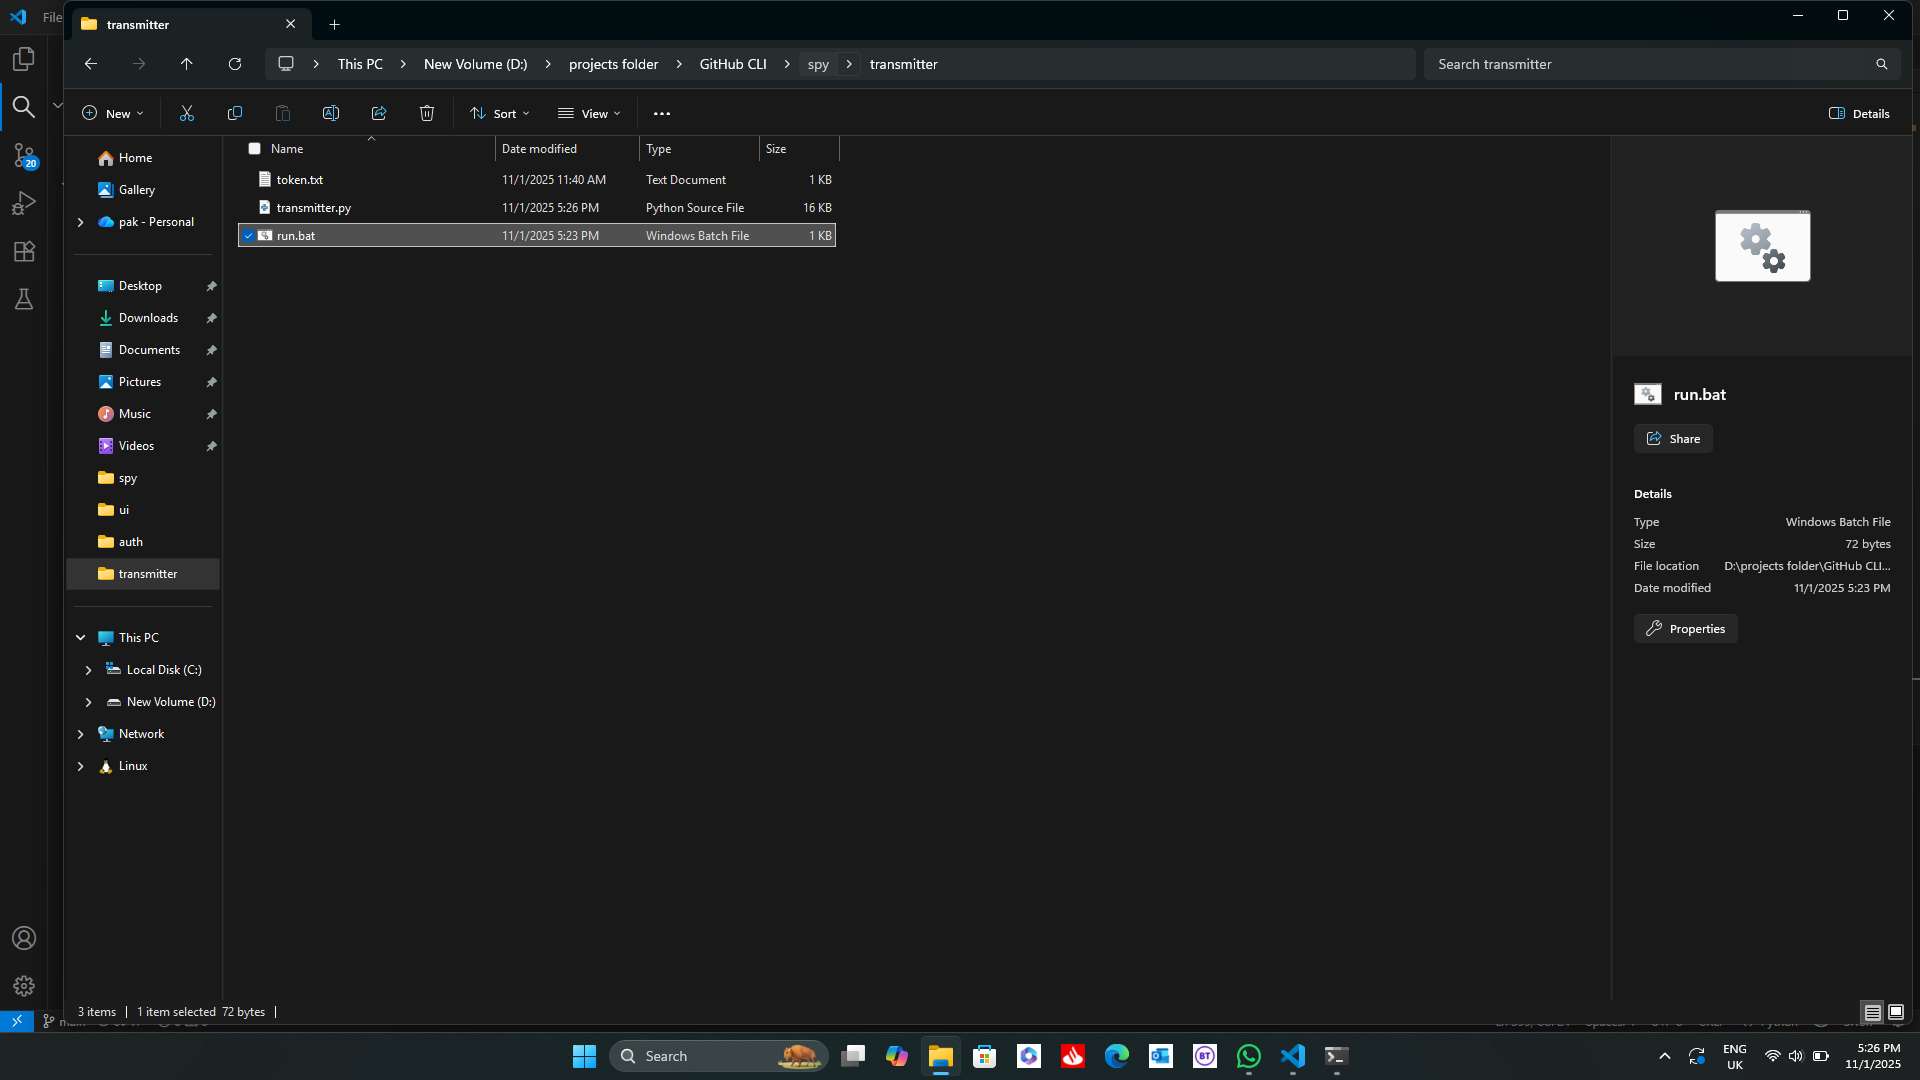 File
transmitter
This PC
New Volume (D:)
projects folder
GitHub CLI
spy
transmitter
Search transmitter
New
Sort
View
Details
Name
Date modified
Type
Size
token.txt
11/1/2025 11:40 AM
Text Document
1 KB
transmitter.py
11/1/2025 5:26 PM
Python Source File
16 KB
run.bat
11/1/2025 5:23 PM
Windows Batch File
1 KB
20
Home
Gallery
pak - Personal
Desktop
Downloads
Documents
Pictures
Music
Videos
spy
ui
auth
transmitter
This PC
Local Disk (C:)
New Volume (D:)
Network
Linux
run.bat
Share
Details
Type
Windows Batch File
Size
72 bytes
File location
D:\projects folder\GitHub CLI...
Date modified
11/1/2025 5:23 PM
Properties
3 items
1 item selected 72 bytes
Search
BT
ENG
UK
5:26 PM
11/1/2025